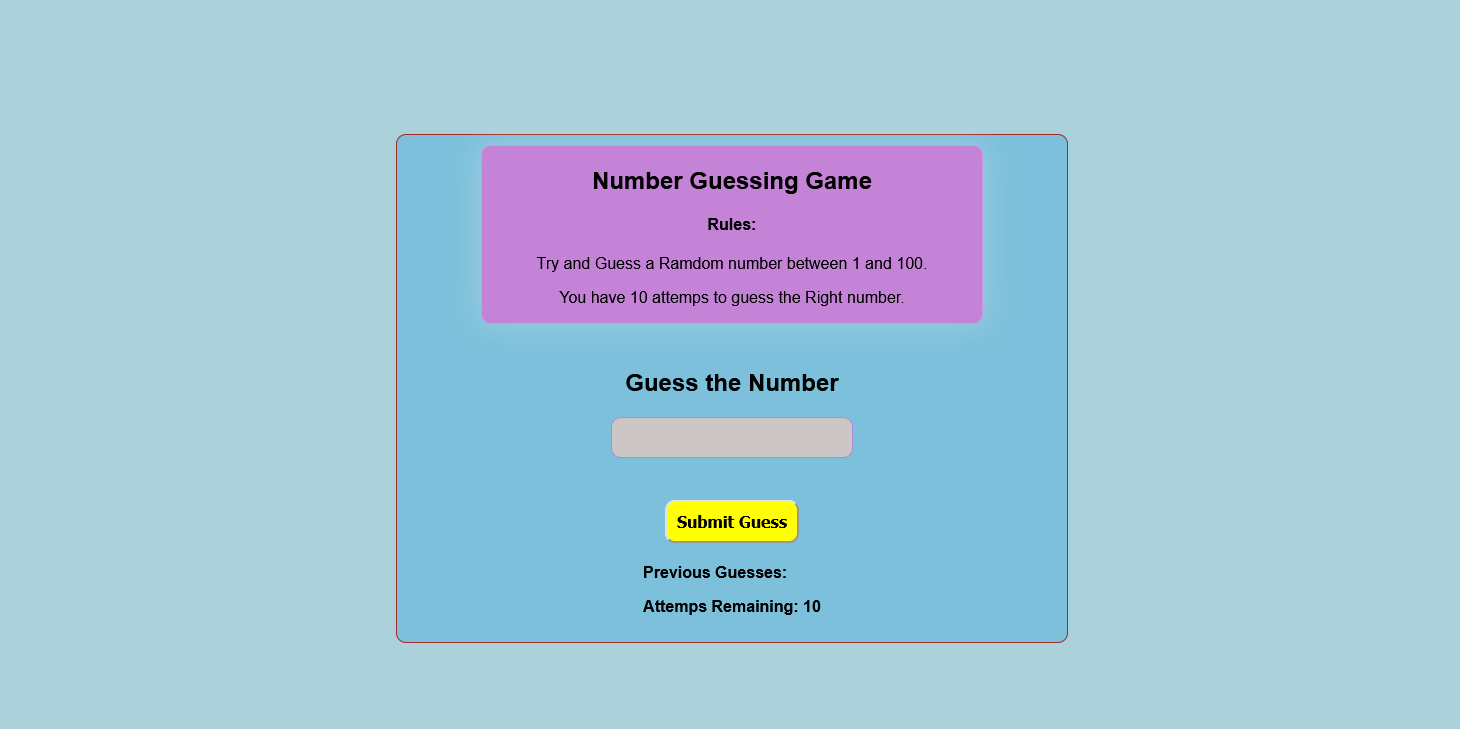 Number Guessing Game
Rules:
Try and Guess a Ramdom number between 1 and 100.
You have 10 attemps to guess the Right number.
Guess the Number
Submit Guess
Previous Guesses:
Attemps Remaining: 10